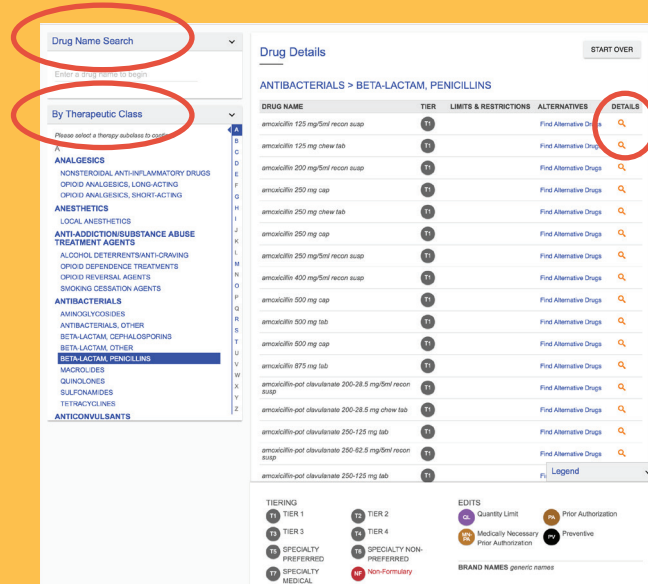 Drug Name Search
Enter a drug name to begin
By Therapeutic Class
Please select a therapy subclass to
A
ANALGESICS
NONSTEROIDAL ANTI-INFLAMMATORY DRUGS
OPIOID ANALGESICS, LONG-ACTING
OPIOID ANALGESICS, SHORT-ACTING
ANESTHETICS
LOCAL ANESTHETICS
ANTI-ADDICTION/SUBSTANCE ABUSE
TREATMENT AGENTS
ALCOHOL DETERRENTS/ANTI-CRAVING
OPIOID DEPENDENCE TREATMENTS
OPIOID REVERSAL AGENTS
SMOKING CESSATION AGENTS
ANTIBACTERIALS
AMINOGLYCOSIDES
ANTIBACTERIALS, OTHER
BETA-LACTAM, CEPHALOSPORINS
BETA-LACTAM, OTHER
BETA-LACTAM, PENICILLINS
MACROLIDES
QUINOLONES
SULFONAMIDES
TETRACYCLINES
ANTICONVULSANTS
A
B
C
D
E
F
G
H
I
J
K
L
M
N
O
P
Q
R
S
T
U
V
W
X
Y
Z
Drug Details
START OVER
ANTIBACTERIALS > BETA-LACTAM, PENICILLINS
DRUG NAME TIER LIMITS & RESTRICTIONS ALTERNATIVES DETAILS
amoxicillin 125 mg/5ml recon susp T1 Find Alternative Drugs
amoxicillin 125 mg chew tab T1 Find Alternative Drugs
amoxicillin 200 mg/5ml recon susp T1 Find Alternative Drugs
amoxicillin 250 mg cap T1 Find Alternative Drugs
amoxicillin 250 mg chew tab T1 Find Alternative Drugs
amoxicillin 250 mg cap T1 Find Alternative Drugs
amoxicillin 250 mg/5ml recon susp T1 Find Alternative Drugs
amoxicillin 400 mg/5ml recon susp T1 Find Alternative Drugs
amoxicillin 500 mg cap T1 Find Alternative Drugs
amoxicillin 500 mg tab T1 Find Alternative Drugs
amoxicillin 500 mg cap T1 Find Alternative Drugs
amoxicillin 875 mg tab T1 Find Alternative Drugs
amoxicillin-pot clavulanate 200-28.5 mg/5ml recon
susp T1 Find Alternative Drugs
amoxicillin-pot clavulanate 200-28.5 mg chew tab T1 Find Alternative Drugs
amoxicillin-pot clavulanate 250-125 mg tab T1 Find Alternative Drugs
amoxicillin-pot clavulanate 250-62.5 mg/5ml recon
susp T1 Find Alternative Drugs
amoxicillin-pot clavulanate 250-125 mg tab T1 Fi
Legend
TIERING
T1 TIER 1 T2 TIER 2
T3 TIER 3 T4 TIER 4
T5 SPECIALTY
PREFERRED
T6 SPECIALTY NON-
PREFERRED
T7 SPECIALTY
MEDICAL
NF Non-Formulary
EDITS
QL Quantity Limit PA Prior Authorization
MN-PA Medically Necessary
Prior Authorization
PV Preventive
BRAND NAMES generic names